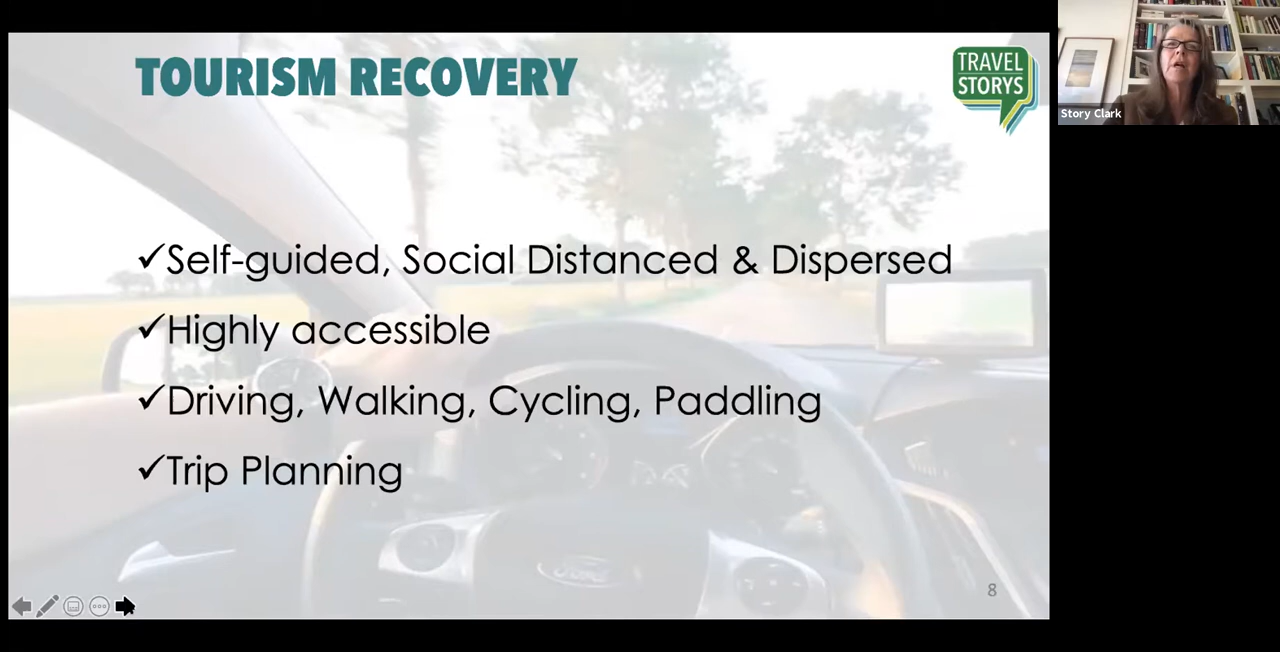 TOURISM RECOVERY
TRAVEL
STORYS
Story Clark
✓Self-guided, Social Distanced & Dispersed
✓Highly accessible
✓Driving, Walking, Cycling, Paddling
✓Trip Planning
Ford
8